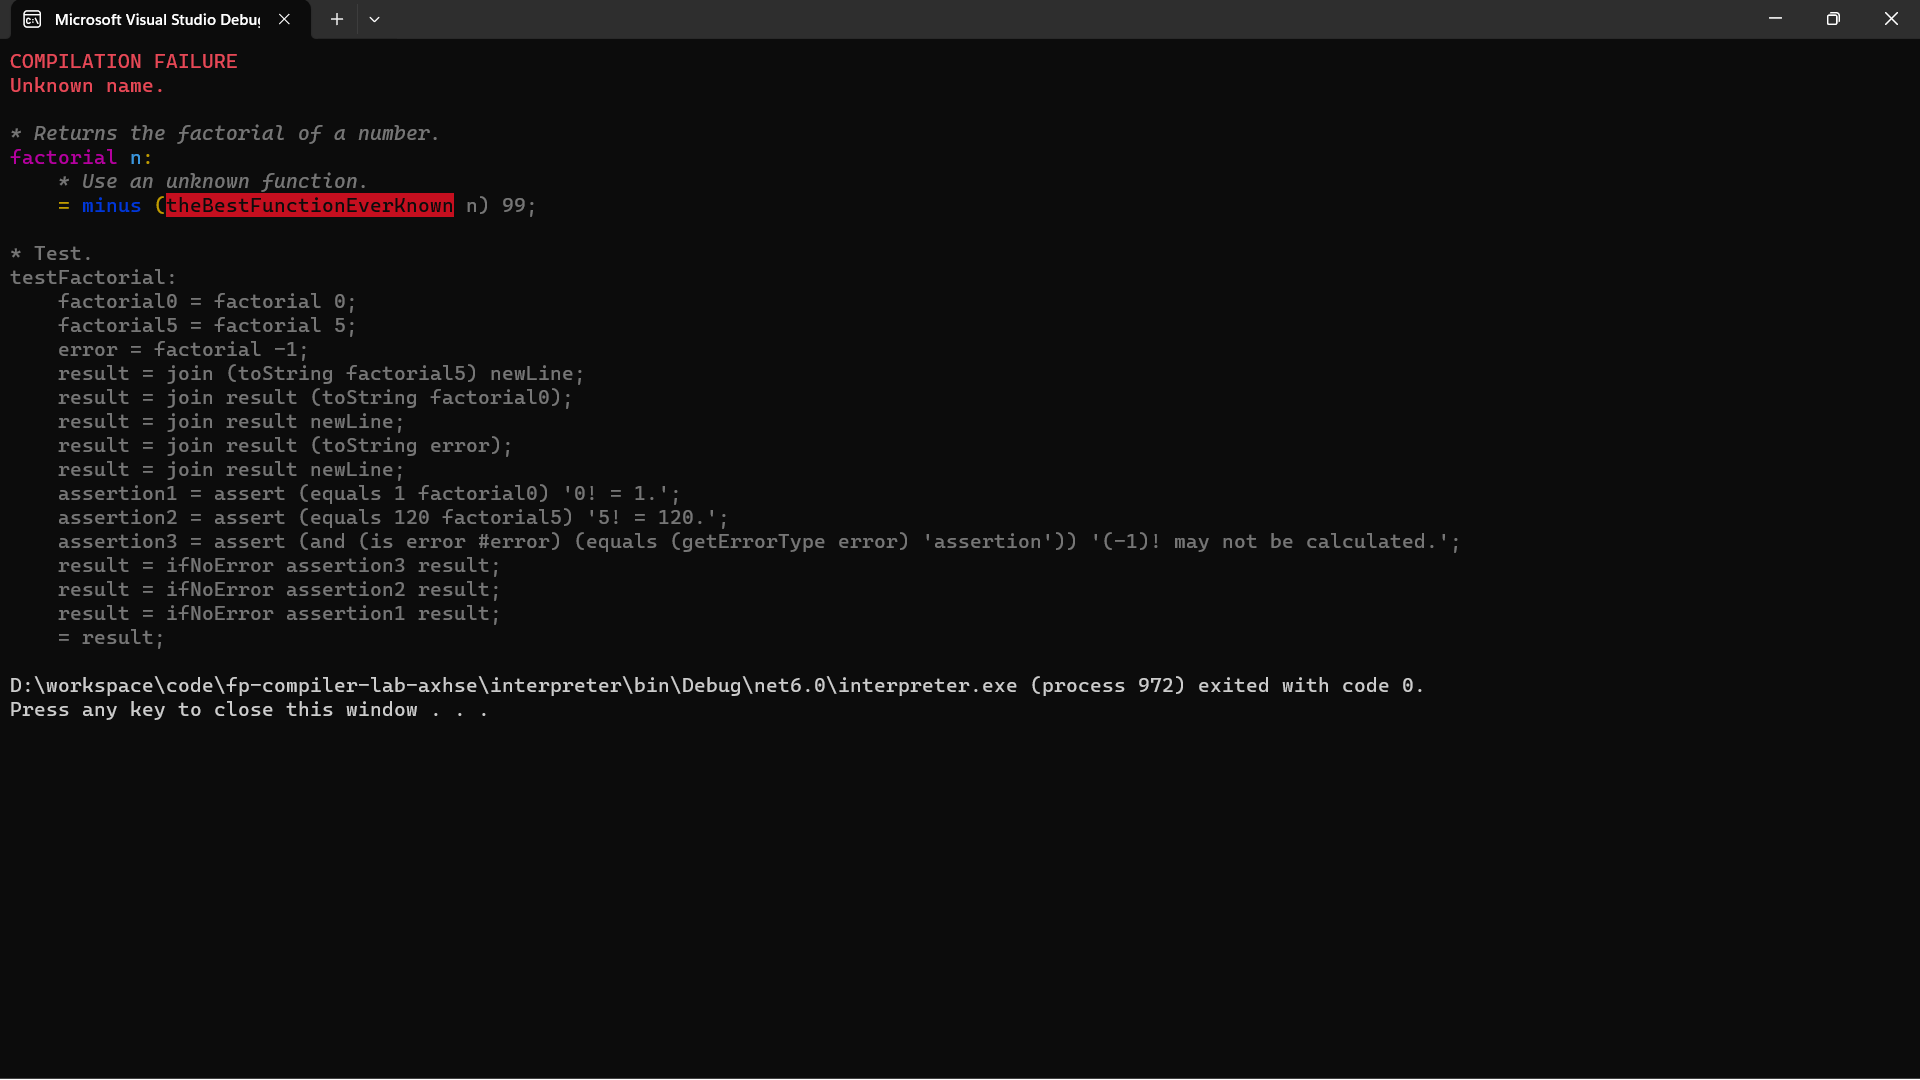 Microsoft Visual Studio Debug
COMPILATION FAILURE
Unknown name.
* Returns the factorial of a number.
factorial n:
    * Use an unknown function.
    = minus (theBestFunctionEverKnown n) 99;
* Test.
testFactorial:
    factorial0 = factorial 0;
    factorial5 = factorial 5;
    error = factorial -1;
    result = join (toString factorial5) newLine;
    result = join result (toString factorial0);
    result = join result newLine;
    result = join result (toString error);
    result = join result newLine;
    assertion1 = assert (equals 1 factorial0) '0! = 1.';
    assertion2 = assert (equals 120 factorial5) '5! = 120.';
    assertion3 = assert (and (is error #error) (equals (getErrorType error) 'assertion')) '(-1)! may not be calculated.';
    result = ifNoError assertion3 result;
    result = ifNoError assertion2 result;
    result = ifNoError assertion1 result;
    = result;
D:\workspace\code\fp-compiler-lab-axhse\interpreter\bin\Debug\net6.0\interpreter.exe (process 972) exited with code 0.
Press any key to close this window . . .